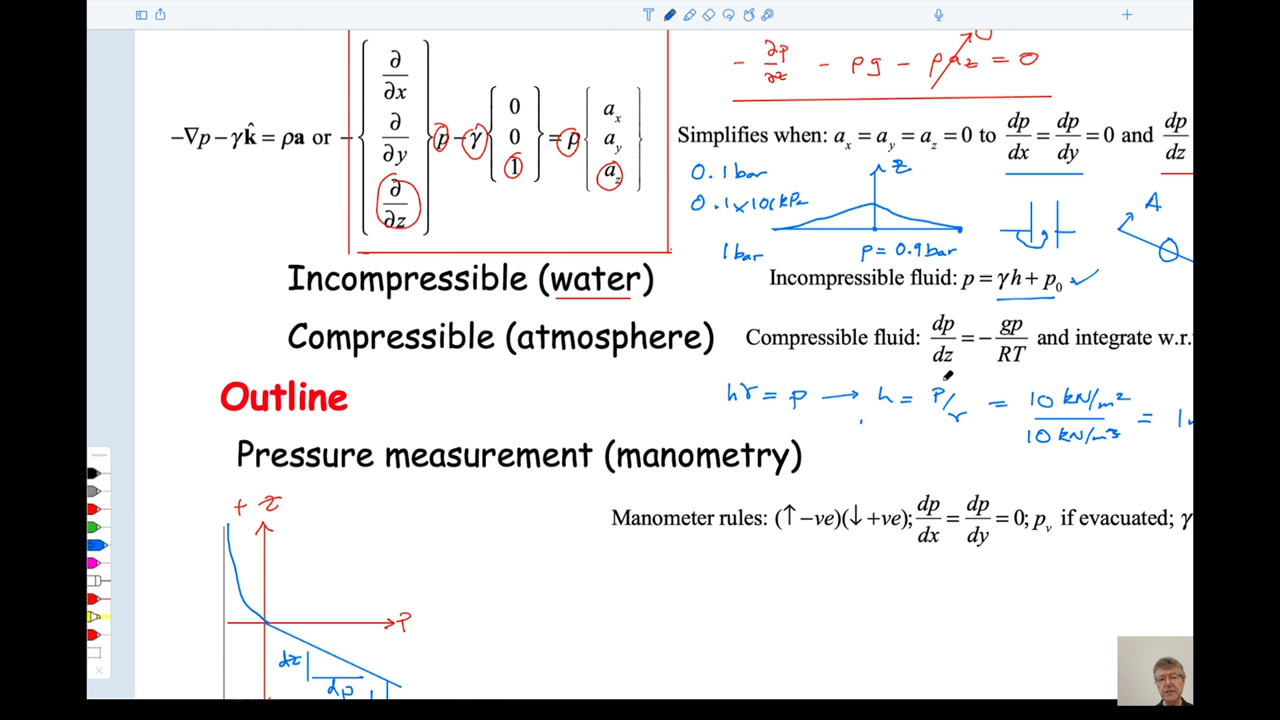 - ∂p/∂z - ρg - ρa_z = 0
-∇p - γk̂ = ρa or - { ∂/∂x ∂/∂y ∂/∂z } p - γ { 0 0 1 } = ρ { a_x a_y a_z }
Simplifies when: a_x = a_y = a_z = 0 to dp/dx = dp/dy = 0 and dp/dz
0.1 bar
z
0.1 x 100 kPa
A
1 bar
p = 0.9 bar
Incompressible (water)
Incompressible fluid: p = γh + p_0 ✓
Compressible (atmosphere)
Compressible fluid: dp/dz = - gp/RT and integrate w.r.
Outline
hγ = p → h = P/γ = 10 kN/m² / 10 kN/m³ = 1
Pressure measurement (manometry)
+ z
Manometer rules: (↑ -ve)(↓ +ve); dp/dx = dp/dy = 0; p_v if evacuated; γ
P
dz
dp